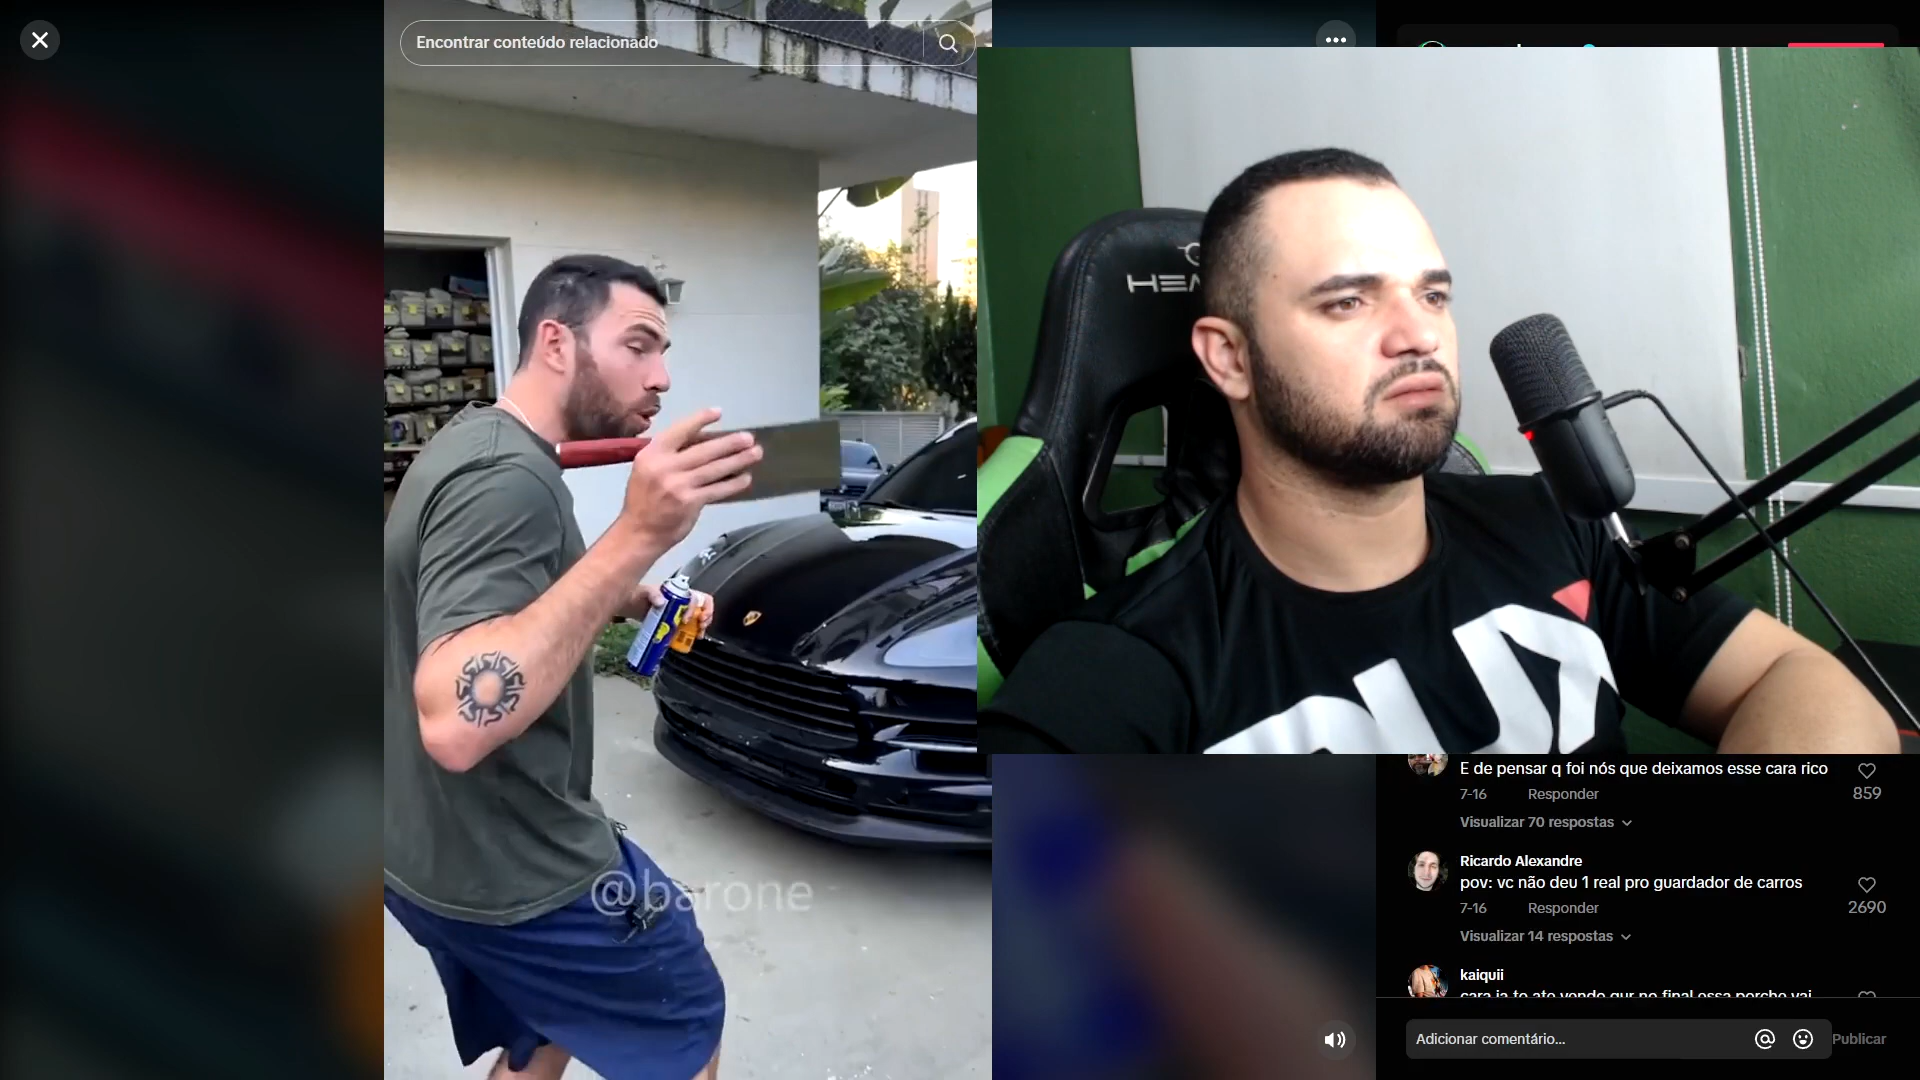 Encontrar conteúdo relacionado
@barone
E de pensar q foi nós que deixamos esse cara rico
859
7-16 Responder
Visualizar 70 respostas
Ricardo Alexandre
pov: vc não deu 1 real pro guardador de carros
2690
7-16 Responder
Visualizar 14 respostas
kaiquii
Adicionar comentário...
Publicar